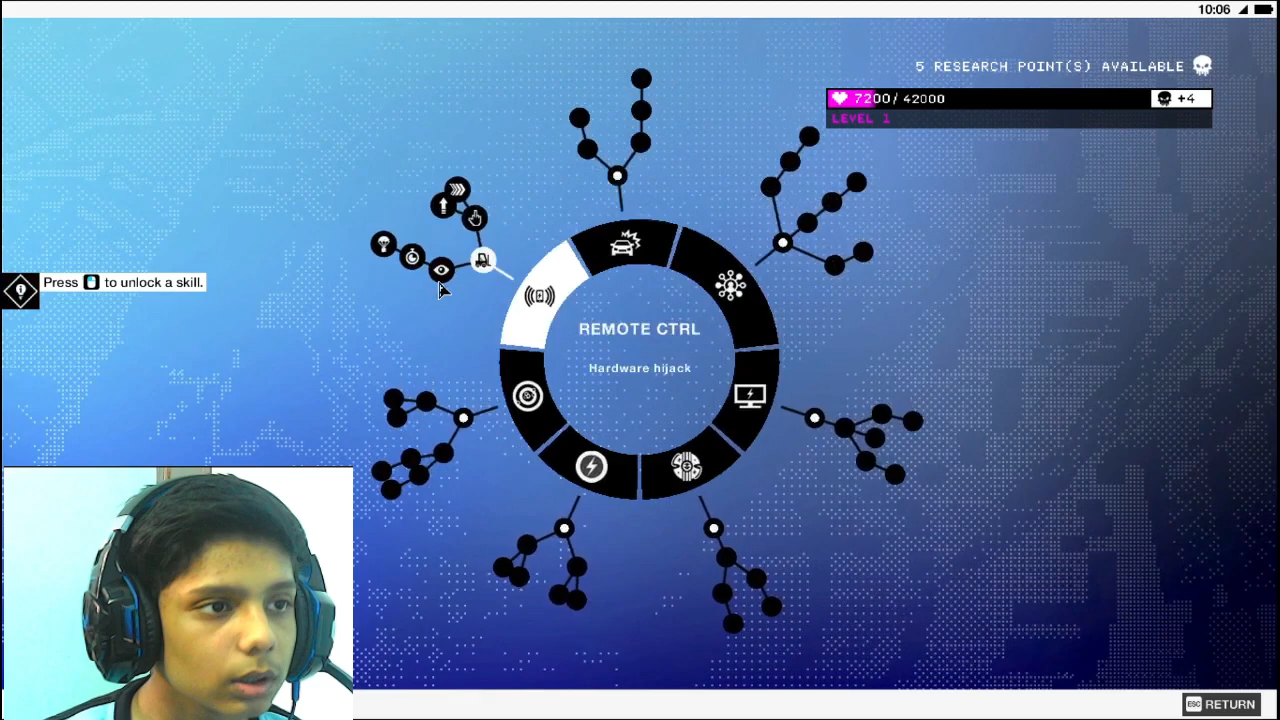 10:06
5 RESEARCH POINT(S) AVAILABLE
7200/ 42000
+4
LEVEL 1
Press to unlock a skill.
REMOTE CTRL
Hardware hijack
ESC RETURN